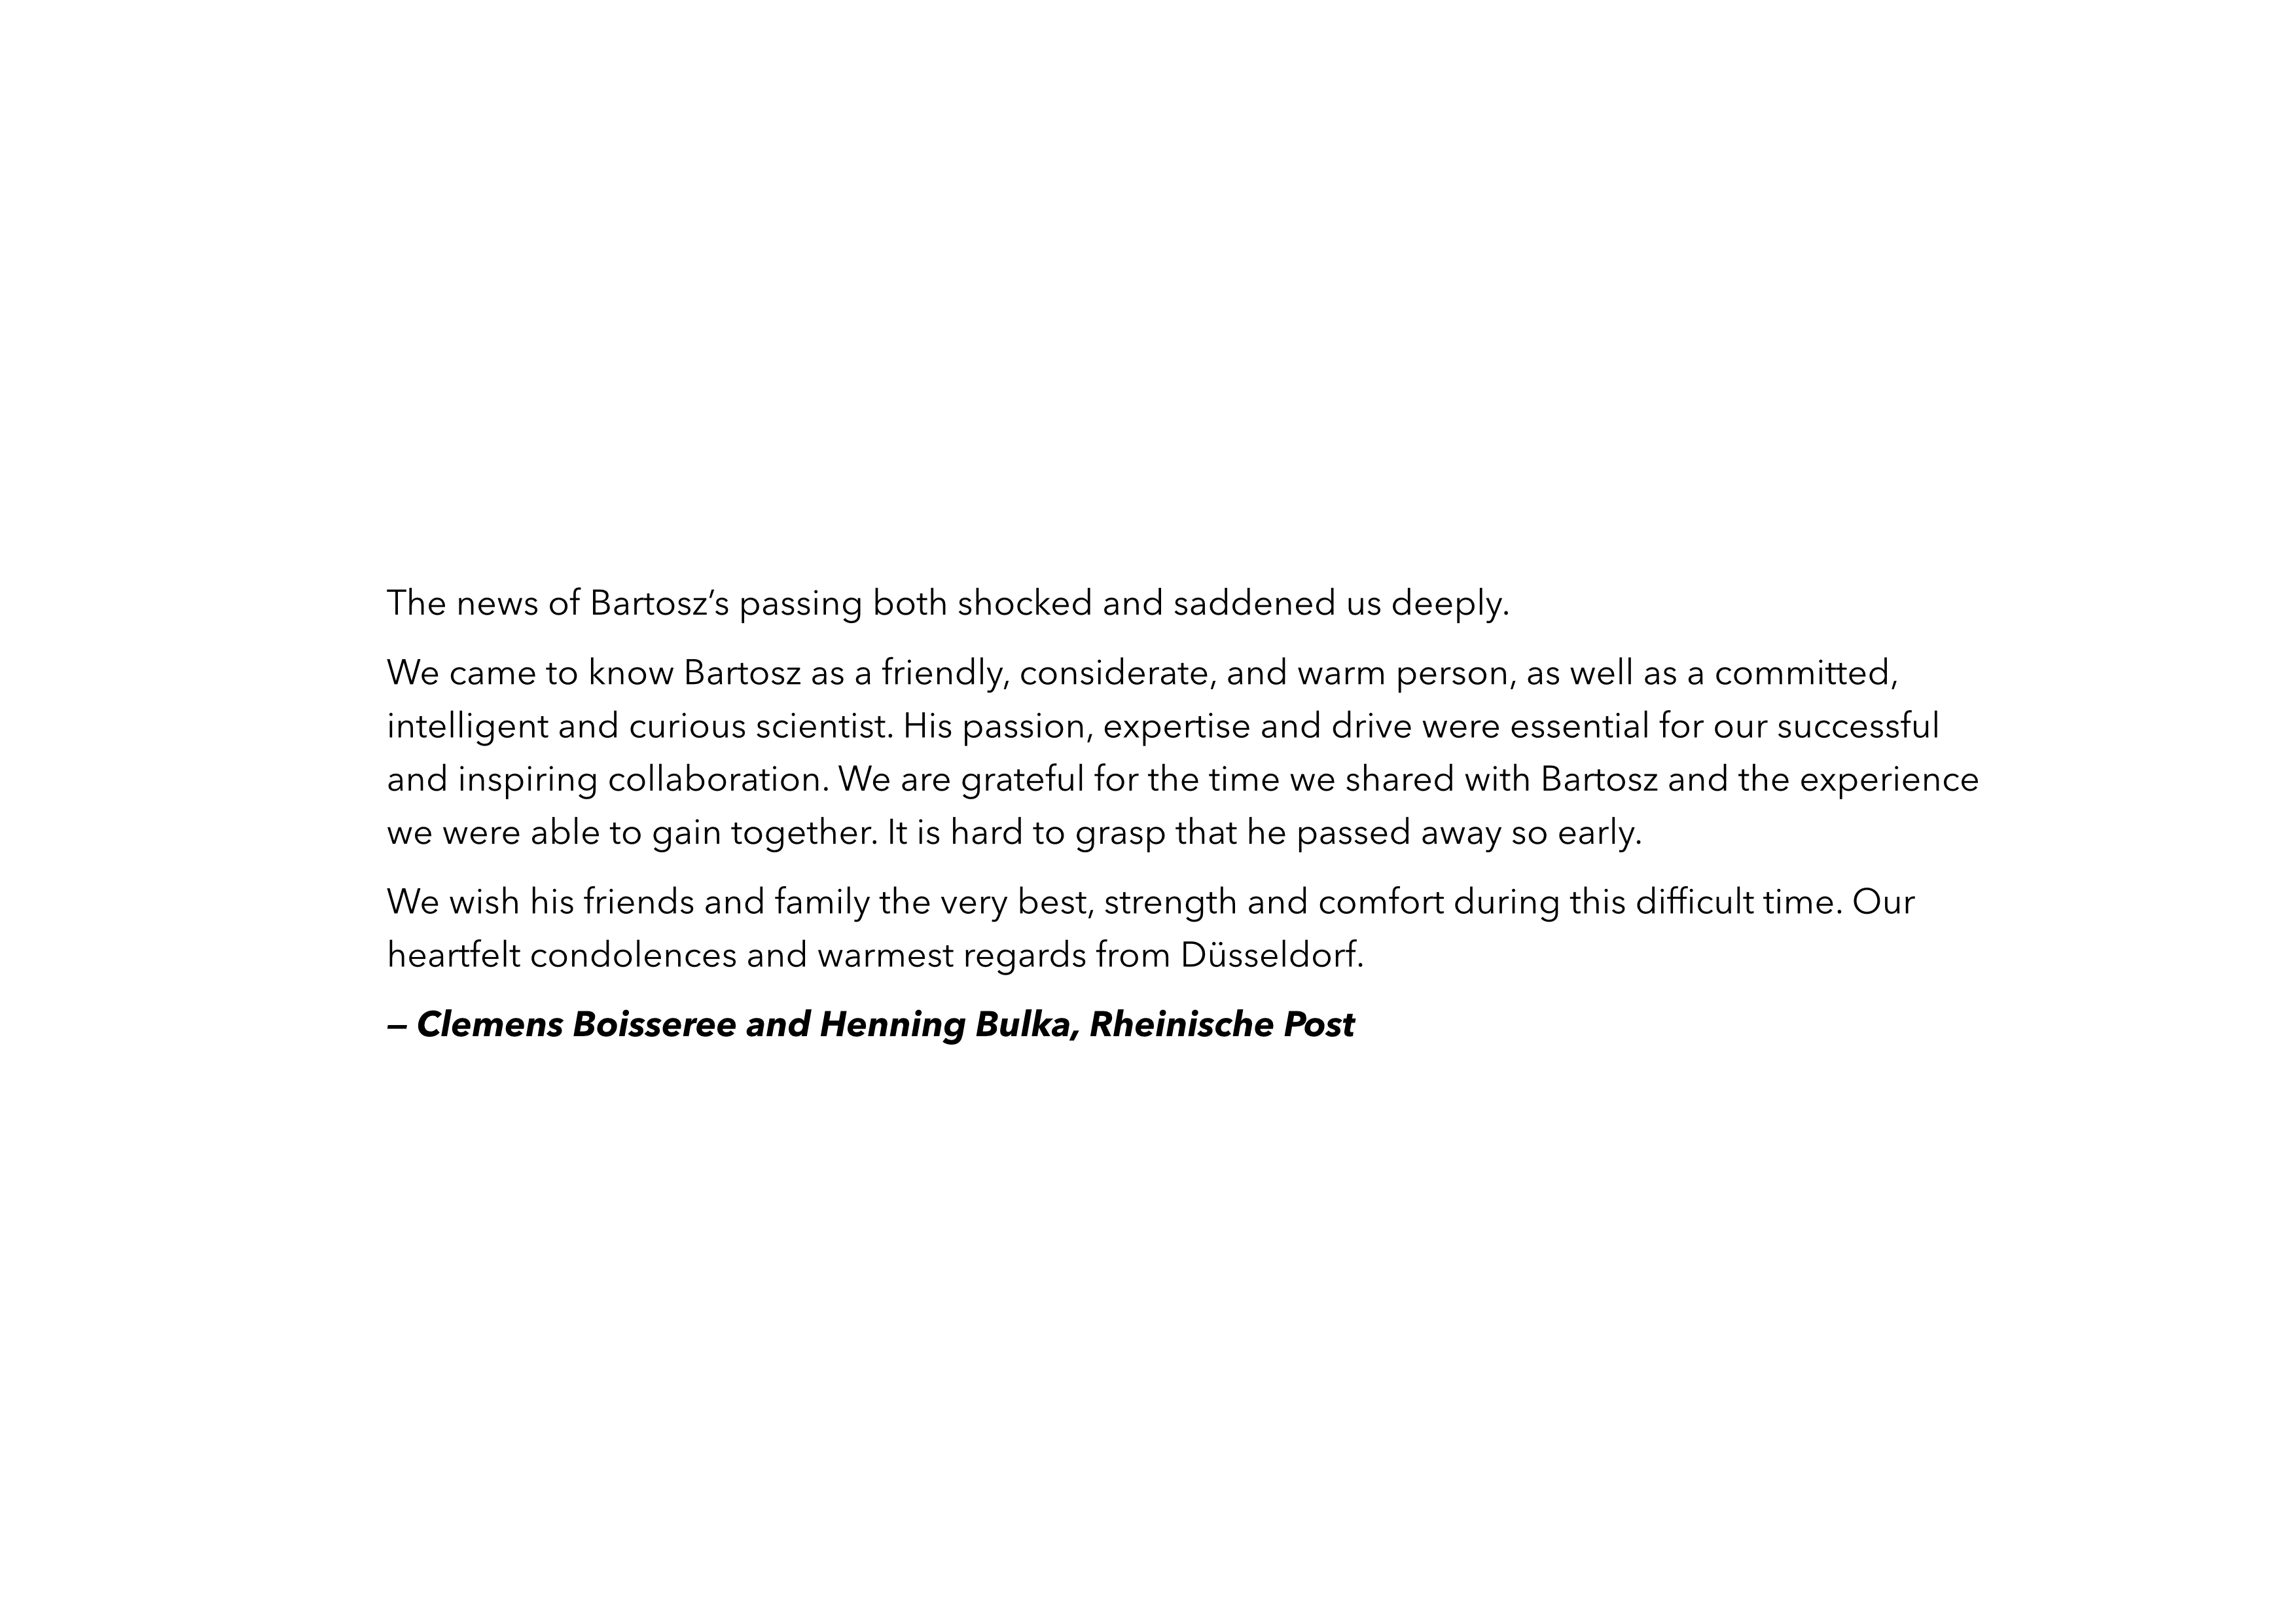 The news of Bartosz’s passing both shocked and saddened us deeply.
We came to know Bartosz as a friendly, considerate, and warm person, as well as a committed,
intelligent and curious scientist. His passion, expertise and drive were essential for our successful
and inspiring collaboration. We are grateful for the time we shared with Bartosz and the experience
we were able to gain together. It is hard to grasp that he passed away so early.
We wish his friends and family the very best, strength and comfort during this difficult time. Our
heartfelt condolences and warmest regards from Düsseldorf.
– Clemens Boisseree and Henning Bulka, Rheinische Post